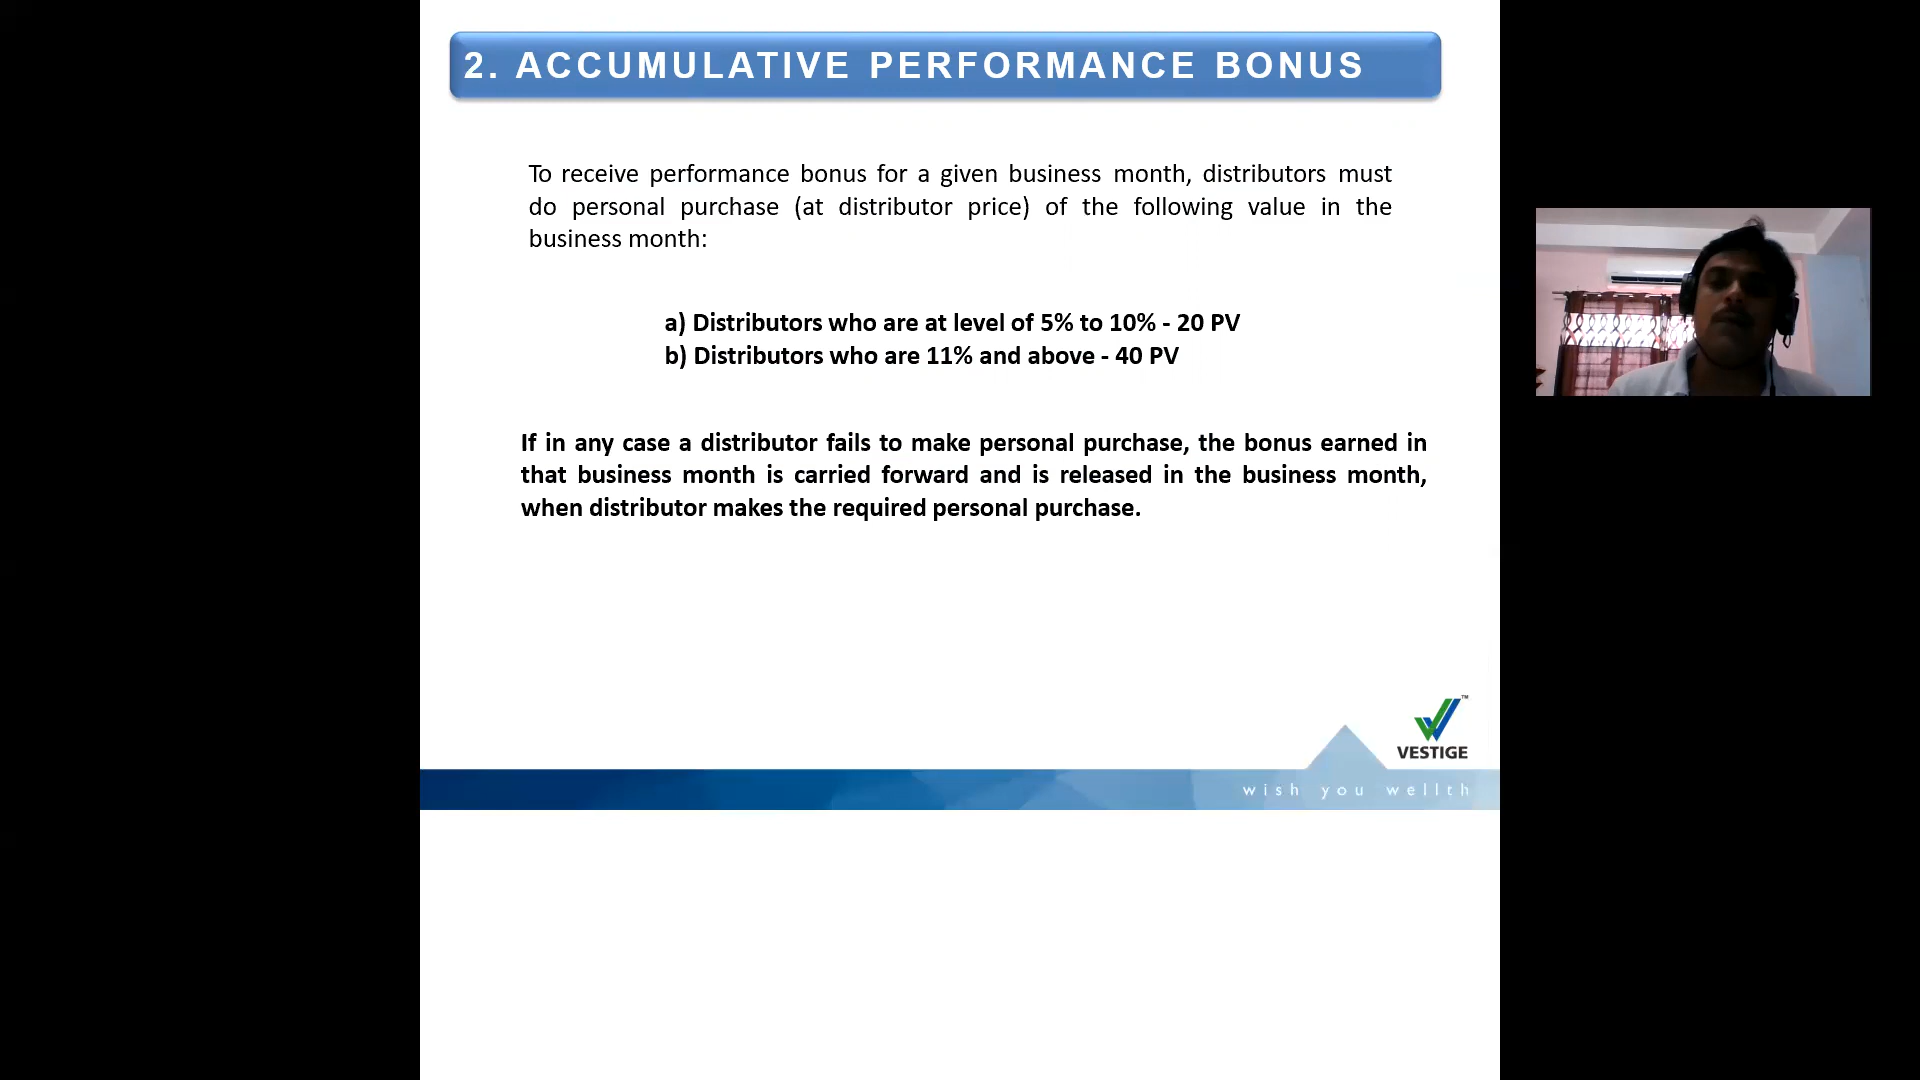 2. ACCUMULATIVE PERFORMANCE BONUS
To receive performance bonus for a given business month, distributors must
do personal purchase (at distributor price) of the following value in the
business month:
a) Distributors who are at level of 5% to 10% - 20 PV
b) Distributors who are 11% and above - 40 PV
If in any case a distributor fails to make personal purchase, the bonus earned in
that business month is carried forward and is released in the business month,
when distributor makes the required personal purchase.
TM
VESTIGE
wish you wellth